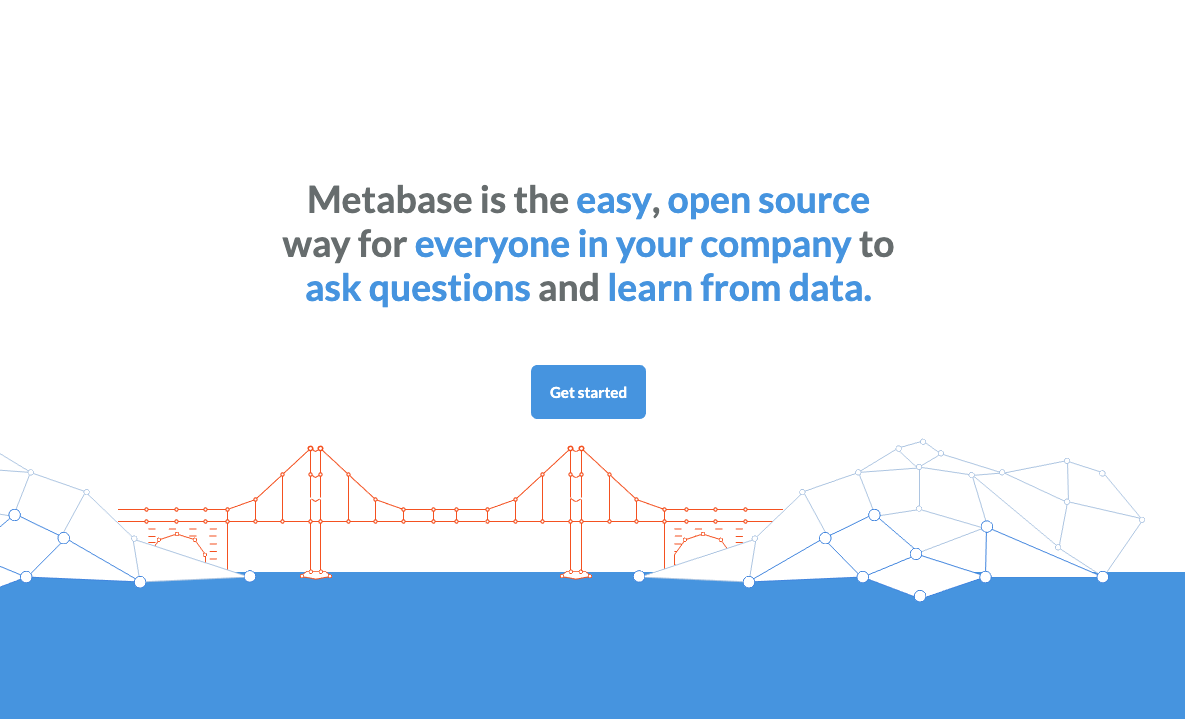 Metabase is the easy, open source
way for everyone in your company to
ask questions and learn from data.
Get started